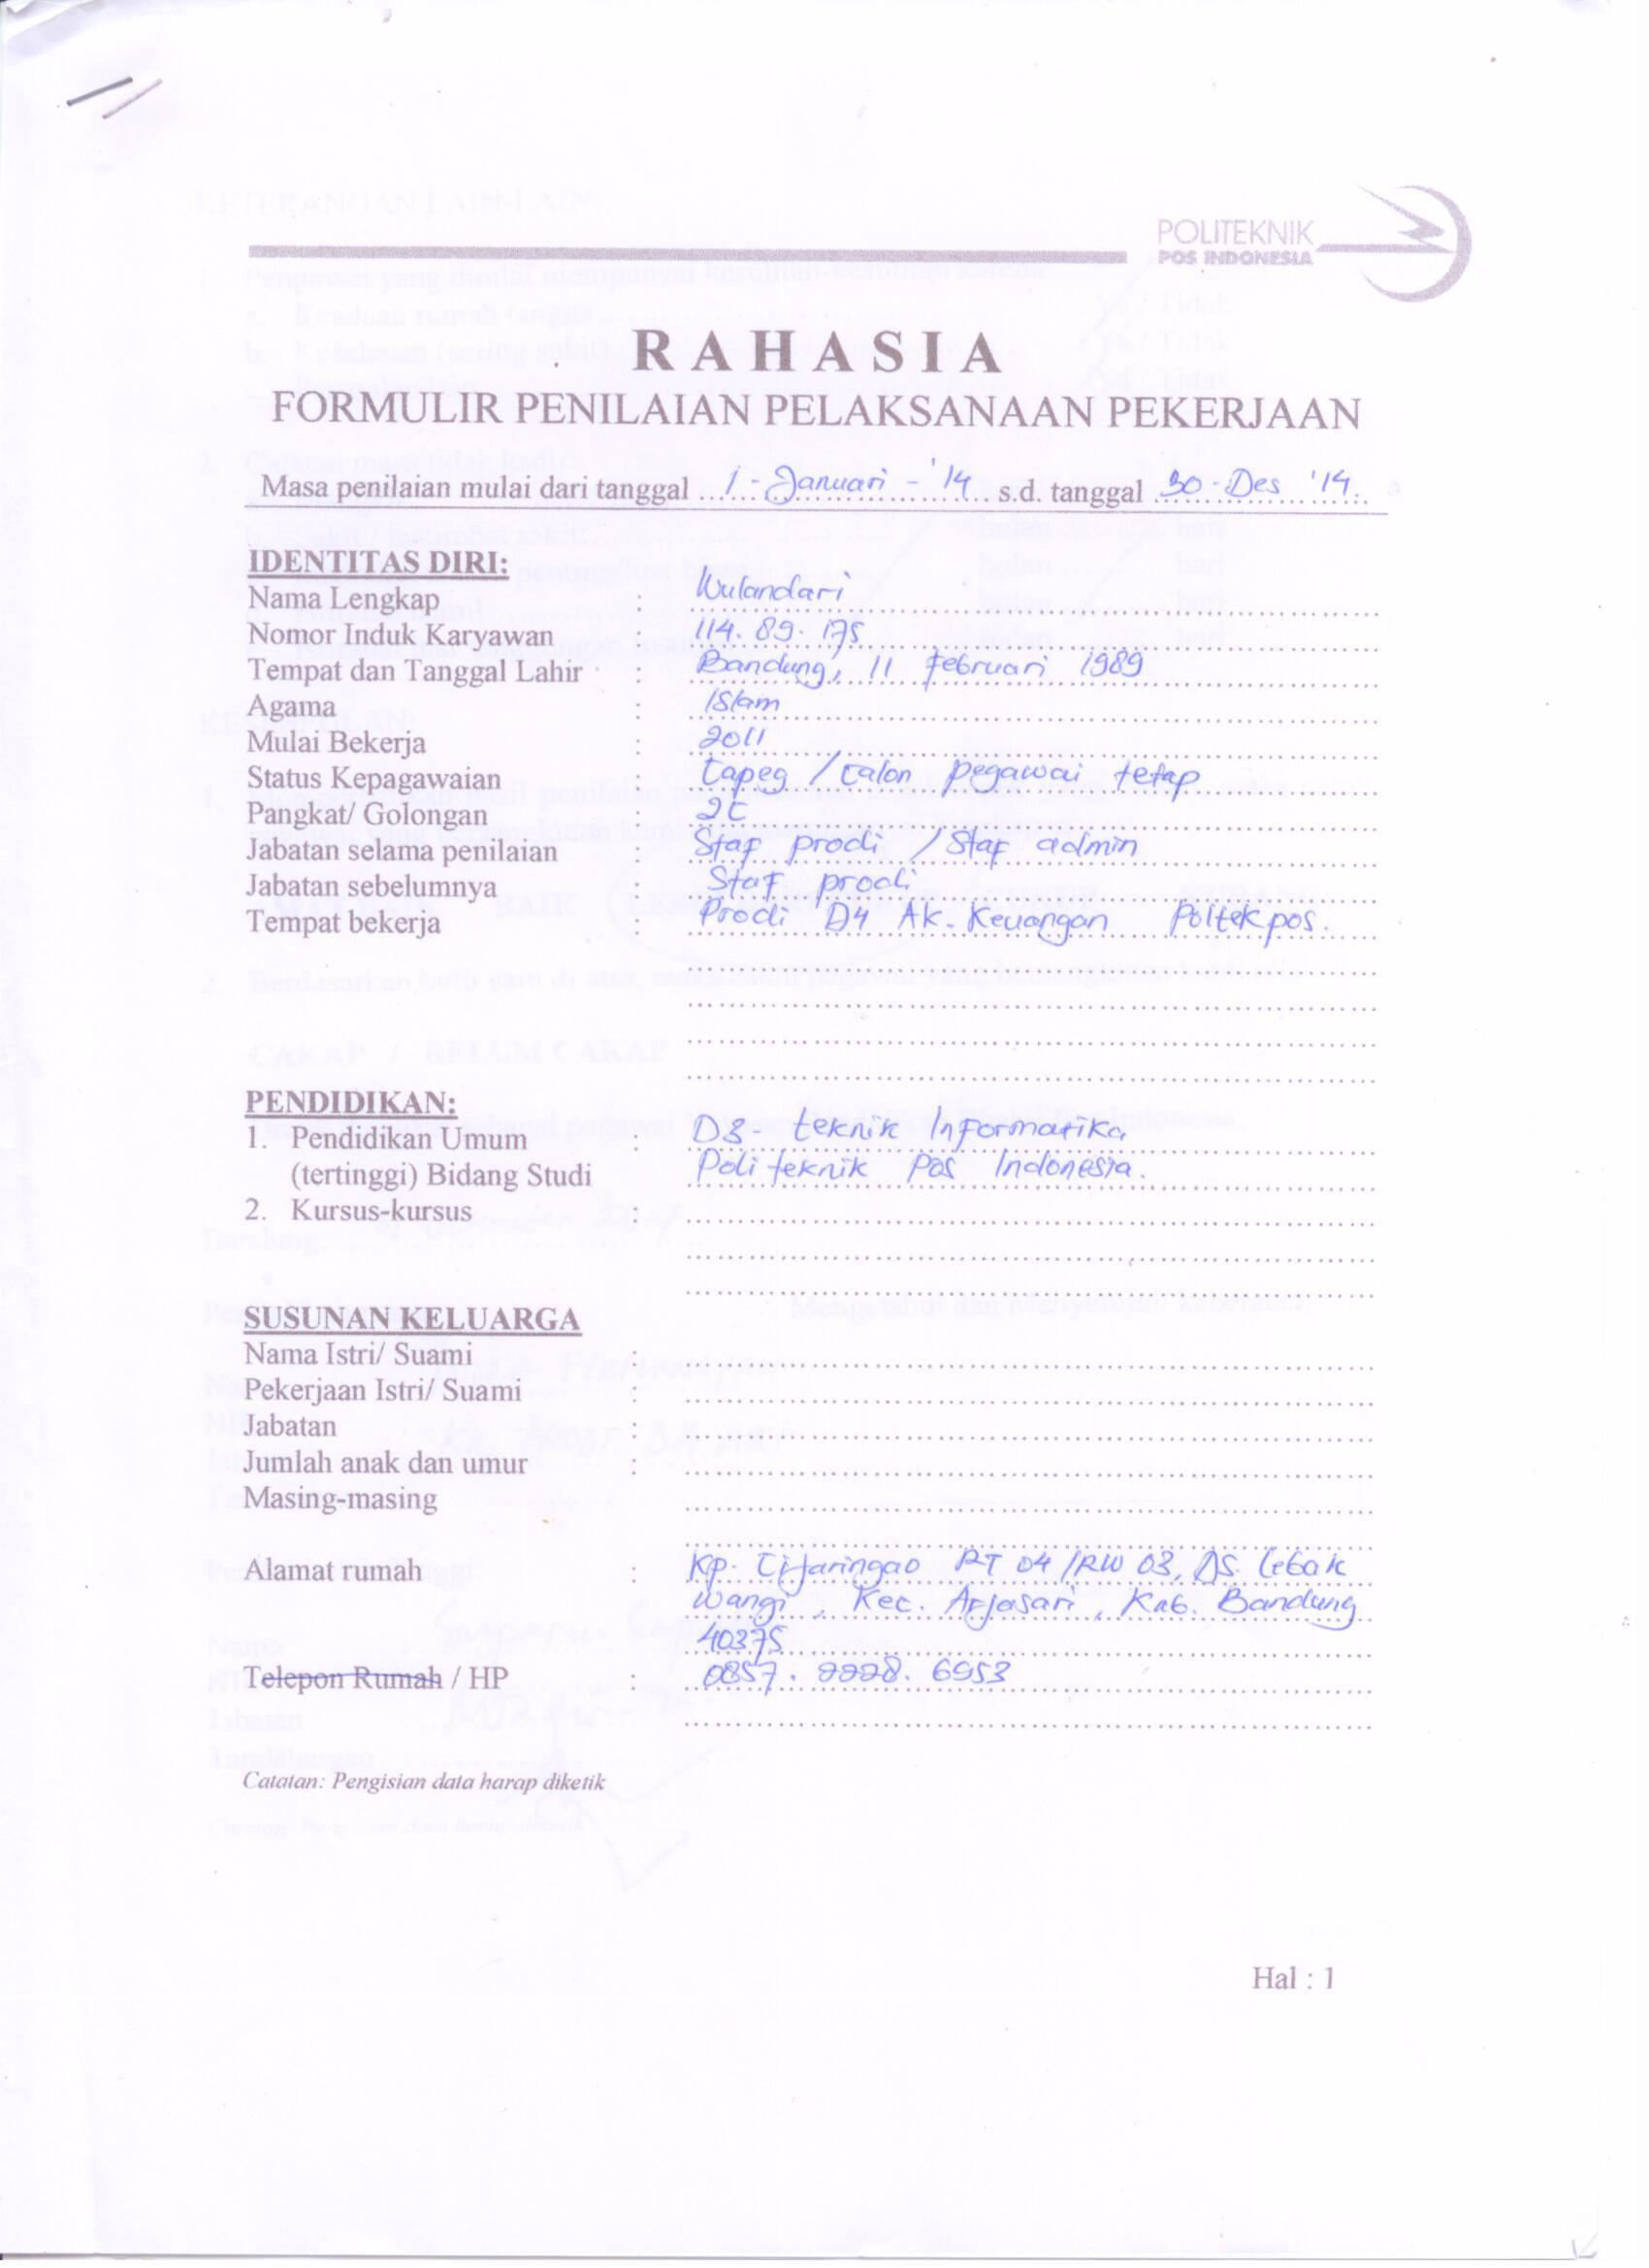 POLITEKNIK
POS INDONESIA
RAHASIA
FORMULIR PENILAIAN PELAKSANAAN PEKERJAAN
Masa penilaian mulai dari tanggal 1 - Januari - '14 s.d. tanggal 30 - Des '14.
IDENTITAS DIRI:
Nama Lengkap : Wulandari
Nomor Induk Karyawan : 114. 89. 175
Tempat dan Tanggal Lahir : Bandung, 11 Februari 1989
Agama : Islam
Mulai Bekerja : 2011
Status Kepagawaian : Capeg / Calon pegawai tetap
Pangkat/ Golongan : 2C
Jabatan selama penilaian : Staf prodi / Staf admin
Jabatan sebelumnya : Staf prodi
Tempat bekerja : Prodi D4 Ak. Keuangan Poltekpos.
PENDIDIKAN:
1. Pendidikan Umum : D3 - Teknik Informatika
(tertinggi) Bidang Studi Politeknik Pos Indonesia.
2. Kursus-kursus
SUSUNAN KELUARGA
Nama Istri/ Suami :
Pekerjaan Istri/ Suami :
Jabatan :
Jumlah anak dan umur :
Masing-masing
Alamat rumah : Kp. Cijaringao RT 04 /RW 03, DS. Lebak
Wangi, Kec. Arjasari, Kab. Bandung
40375
Telepon Rumah / HP : 0857. 2228. 6953
Catatan: Pengisian data harap diketik
Hal : 1